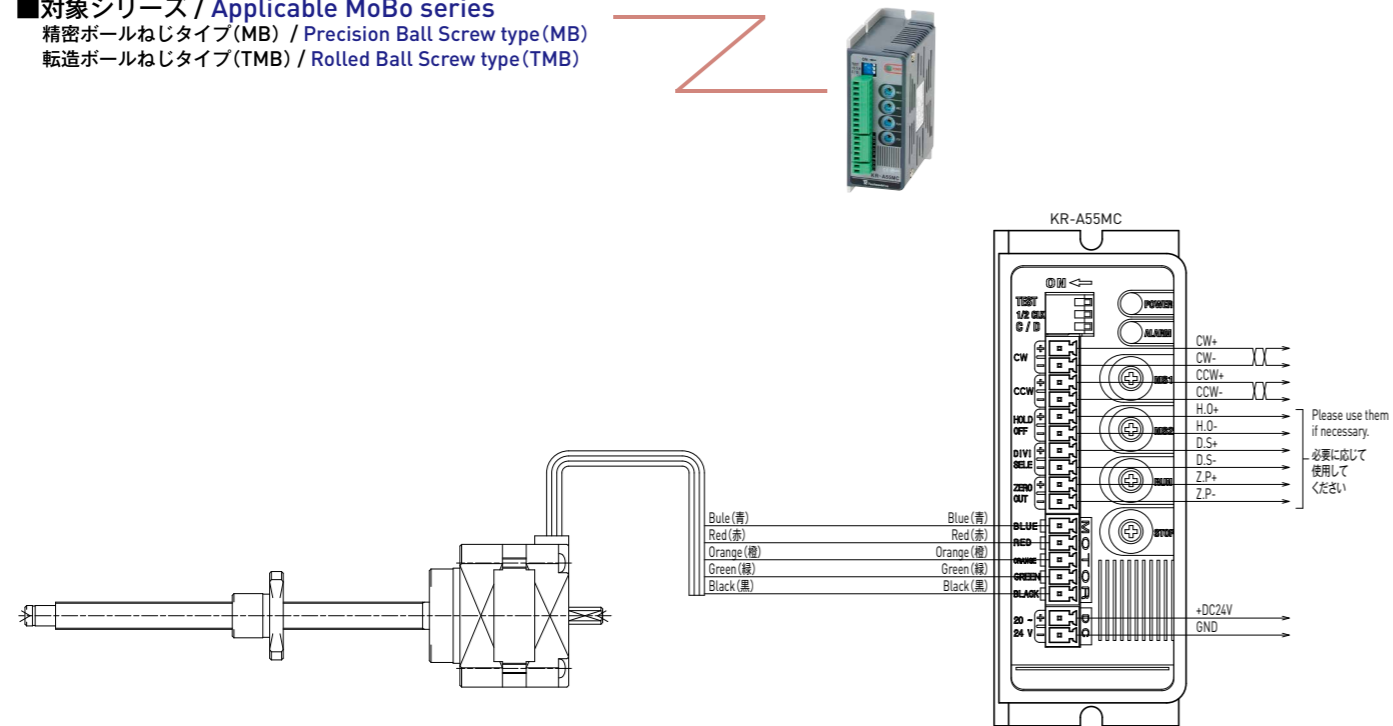 ■対象シリーズ / Applicable MoBo series
精密ボールねじタイプ(MB) / Precision Ball Screw type(MB)
転造ボールねじタイプ(TMB) / Rolled Ball Screw type(TMB)
KR-A55MC
KR-A55MC
ON
TEST
1/2 CLK
C / D
POWER
ALARM
CW + -
CCW + -
HOLD OFF + -
DIVI SELE + -
ZERO OUT + -
MS1
MS2
RUN
STOP
CW+
CW-
CCW+
CCW-
H.O+
H.O-
D.S+
D.S-
Z.P+
Z.P-
Please use them
if necessary.
必要に応じて
使用して
ください
Bule(青) Blue(青) BLUE
Red(赤) Red(赤) RED
Orange(橙) Orange(橙) ORANGE
Green(緑) Green(緑) GREEN
Black(黒) Black(黒) BLACK
MOTOR
20 - + +DC24V
24 V - GND
DC